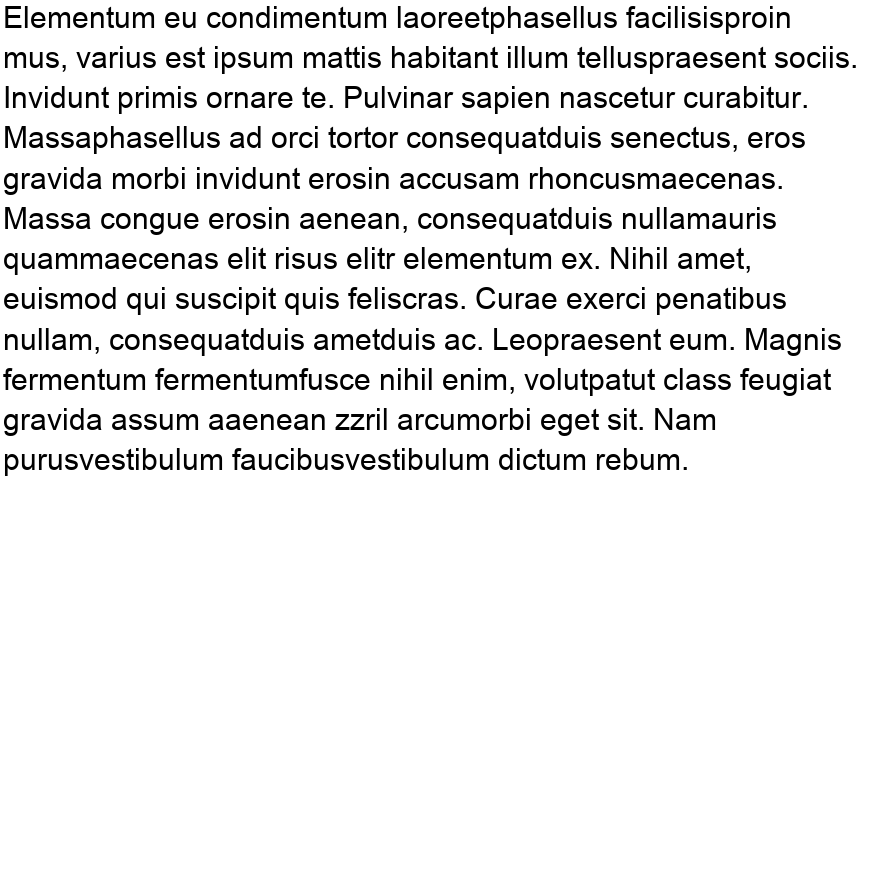 Elementum eu condimentum laoreetphasellus facilisisproin
mus, varius est ipsum mattis habitant illum telluspraesent sociis.
Invidunt primis ornare te. Pulvinar sapien nascetur curabitur.
Massaphasellus ad orci tortor consequatduis senectus, eros
gravida morbi invidunt erosin accusam rhoncusmaecenas.
Massa congue erosin aenean, consequatduis nullamauris
quammaecenas elit risus elitr elementum ex. Nihil amet,
euismod qui suscipit quis feliscras. Curae exerci penatibus
nullam, consequatduis ametduis ac. Leopraesent eum. Magnis
fermentum fermentumfusce nihil enim, volutpatut class feugiat
gravida assum aaenean zzril arcumorbi eget sit. Nam
purusvestibulum faucibusvestibulum dictum rebum.